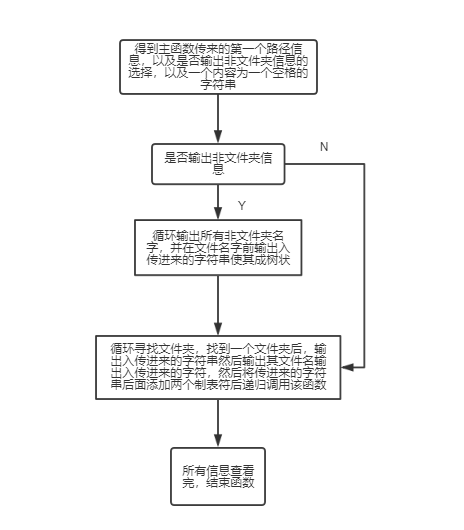 得到主函数传来的第一个路径信
息，以及是否输出非文件夹信息的
选择，以及一个内容为一个空格的
字符串
是否输出非文件夹信
息
N
Y
循环输出所有非文件夹名
字，并在文件名字前输出入
传进来的字符串使其成树状
循环寻找文件夹，找到一个文件夹后，输
出入传进来的字符串然后输出其文件名输
出入传进来的字符，然后将传进来的字符
串后面添加两个制表符后递归调用该函数
所有信息查看
完，结束函数